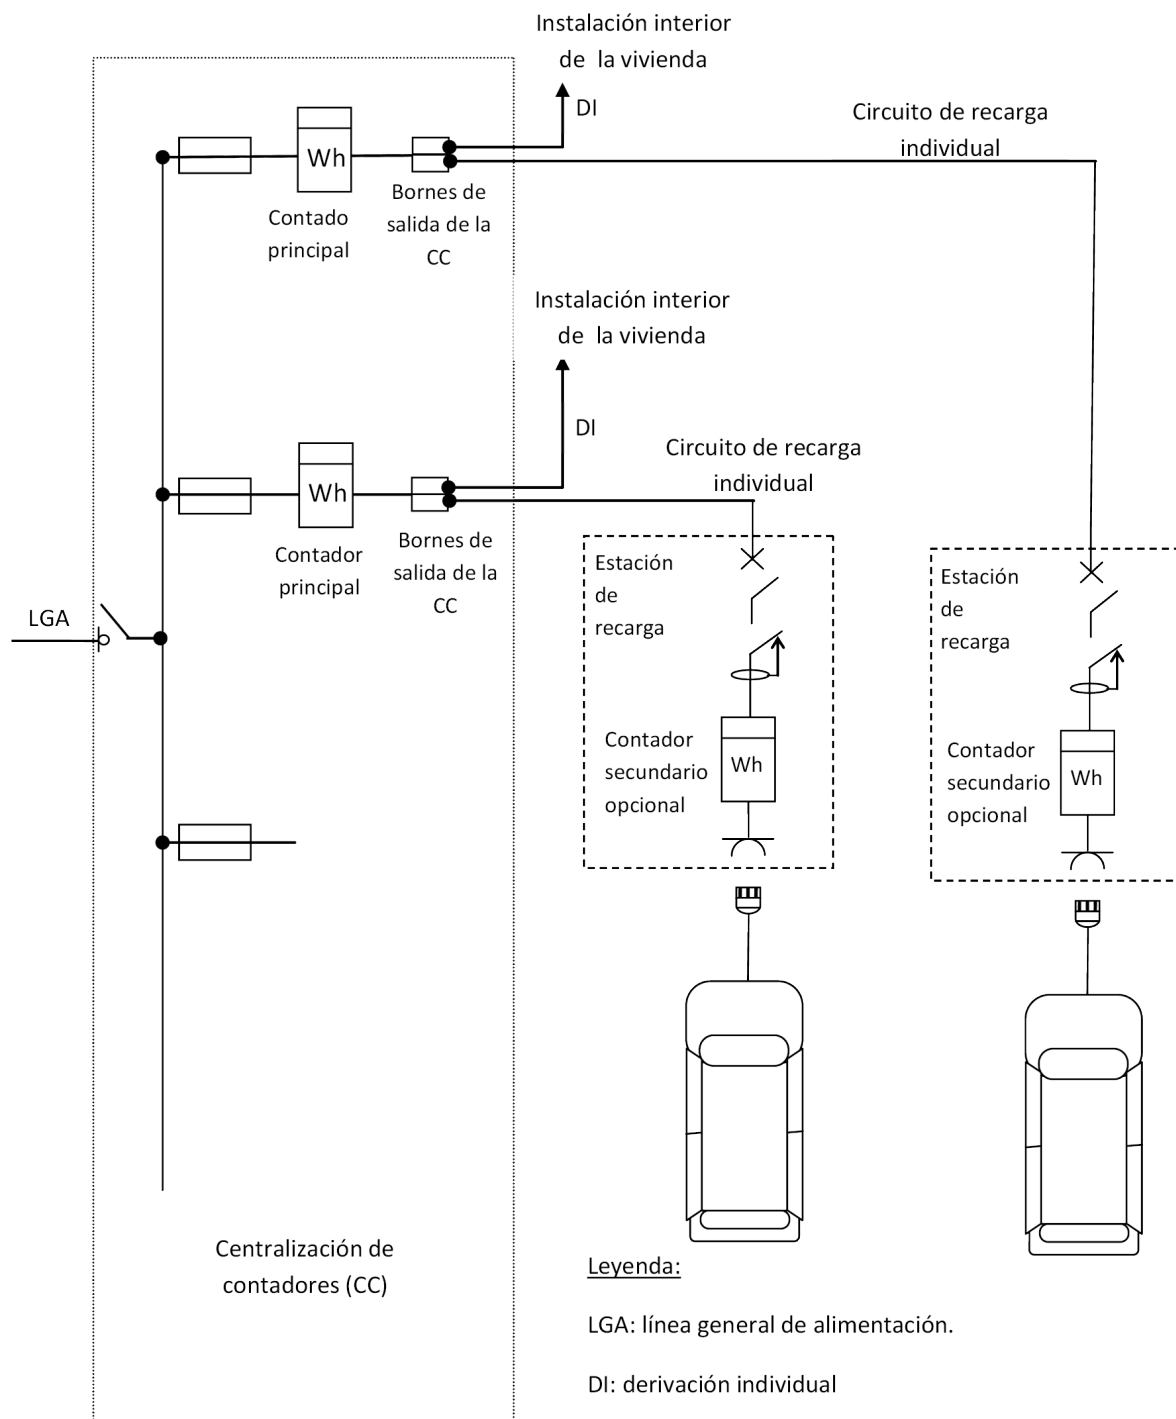 Instalación interior
de la vivienda
DI
Circuito de recarga
individual
Wh
Contado
principal
Bornes de
salida de la
CC
Instalación interior
de la vivienda
DI
Circuito de recarga
individual
Wh
Contador
principal
Bornes de
salida de la
CC
LGA
Estación
de
recarga
Contador
secundario
opcional
Wh
Estación
de
recarga
Contador
secundario
opcional
Wh
Centralización de
contadores (CC)
Leyenda:
LGA: línea general de alimentación.
DI: derivación individual